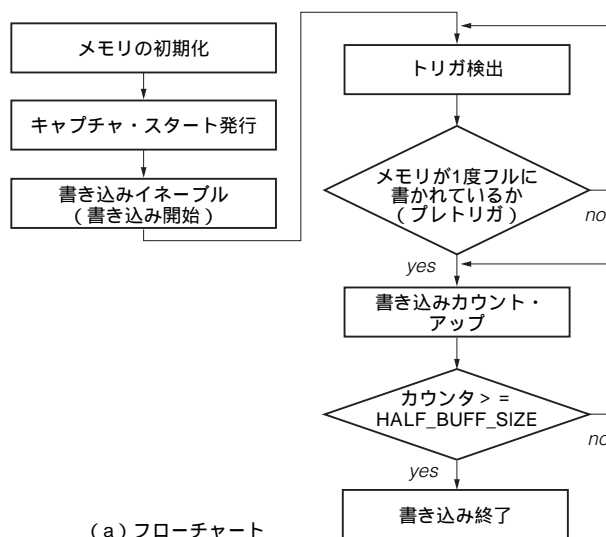 メモリの初期化
キャプチャ・スタート発行
書き込みイネーブル
(書き込み開始)
トリガ検出
メモリが1度フルに
書かれているか
(プレトリガ)
no
yes
書き込みカウント・
アップ
カウンタ> =
HALF_BUFF_SIZE
no
yes
書き込み終了
(a)フローチャート